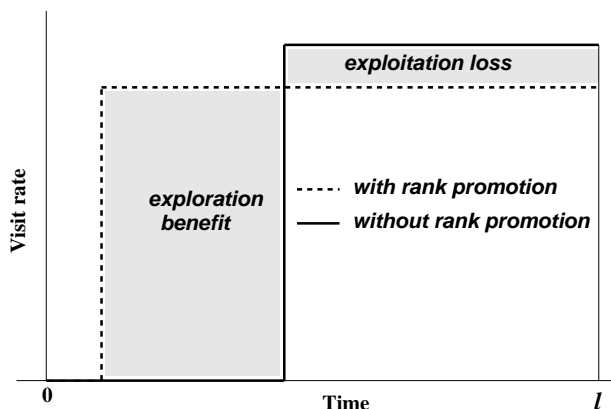 exploitation loss
Visit rate
exploration
benefit
with rank promotion
without rank promotion
0
Time
l